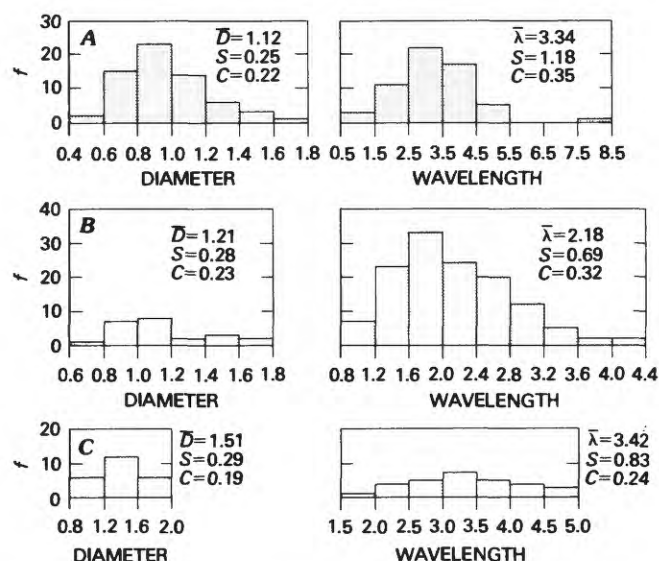 A
D̅=1.12
S=0.25
C=0.22
f
30
20
10
0
0.4 0.6 0.8 1.0 1.2 1.4 1.6 1.8
DIAMETER
λ̅=3.34
S=1.18
C=0.35
0.5 1.5 2.5 3.5 4.5 5.5 6.5 7.5 8.5
WAVELENGTH
B
D̅=1.21
S=0.28
C=0.23
f
40
30
20
10
0
0.6 0.8 1.0 1.2 1.4 1.6 1.8
DIAMETER
λ̅=2.18
S=0.69
C=0.32
0.8 1.2 1.6 2.0 2.4 2.8 3.2 3.6 4.0 4.4
WAVELENGTH
C
D̅=1.51
S=0.29
C=0.19
f
20
10
0
0.8 1.2 1.6 2.0
DIAMETER
λ̅=3.42
S=0.83
C=0.24
1.5 2.0 2.5 3.0 3.5 4.0 4.5 5.0
WAVELENGTH